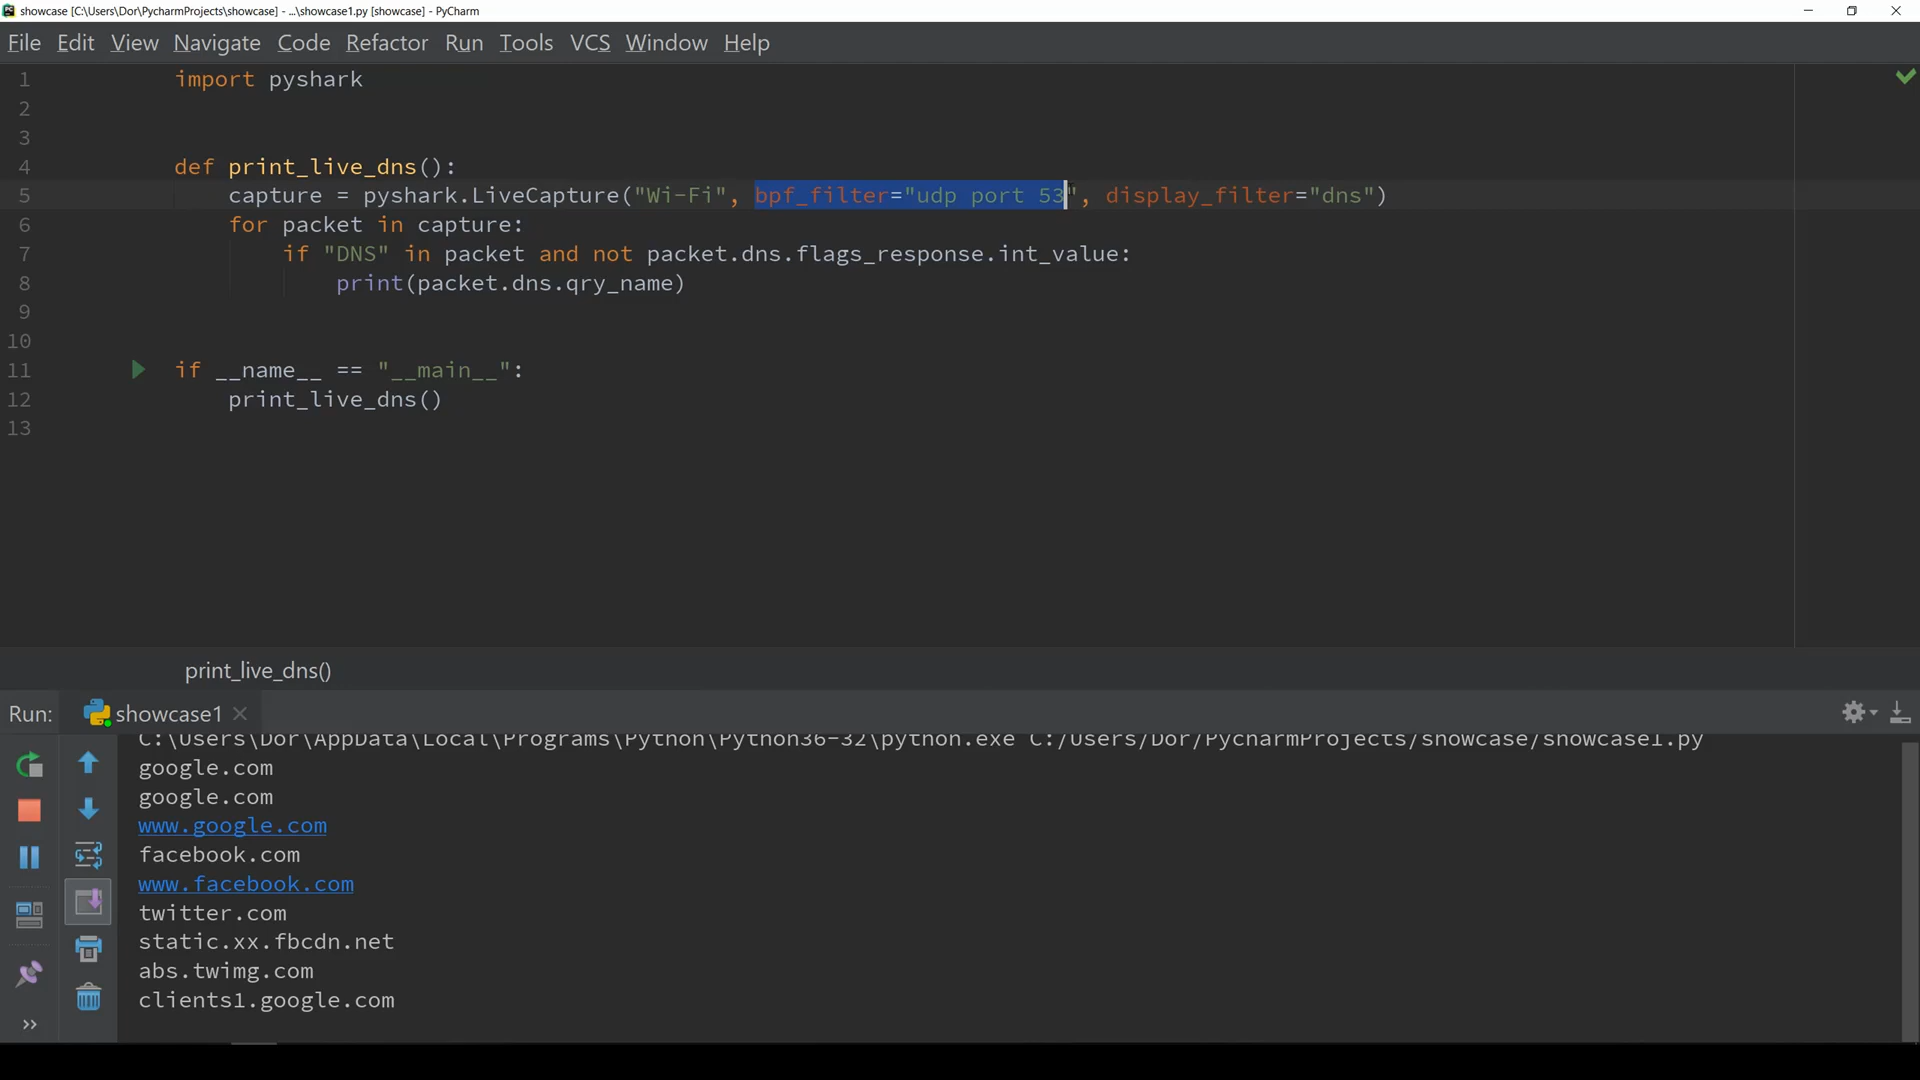 showcase [C:\Users\Dor\PycharmProjects\showcase] - ...\showcase1.py [showcase] - PyCharm
File Edit View Navigate Code Refactor Run Tools VCS Window Help
1 import pyshark
2
3
4 def print_live_dns():
5 capture = pyshark.LiveCapture("Wi-Fi", bpf_filter="udp port 53", display_filter="dns")
6 for packet in capture:
7 if "DNS" in packet and not packet.dns.flags_response.int_value:
8 print(packet.dns.qry_name)
9
10
11 if __name__ == "__main__":
12 print_live_dns()
13
print_live_dns()
Run: showcase1
C:\Users\Dor\AppData\Local\Programs\Python\Python36-32\python.exe C:/Users/Dor/PycharmProjects/showcase/showcase1.py
google.com
google.com
www.google.com
facebook.com
www.facebook.com
twitter.com
static.xx.fbcdn.net
abs.twimg.com
clients1.google.com